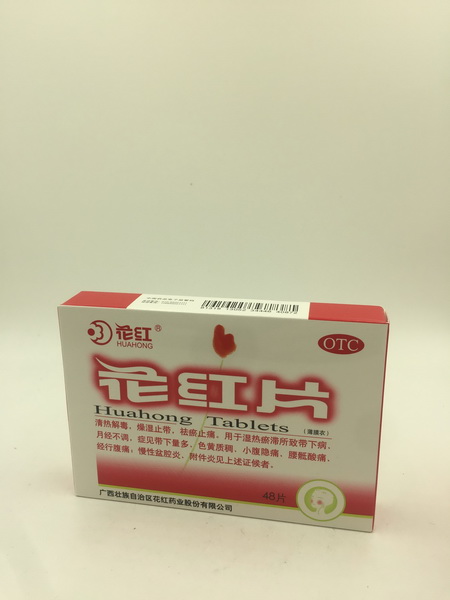 花红®
HUAHONG
OTC
花红片
Huahong Tablets
(薄膜衣)
清热解毒，燥湿止带，祛瘀止痛。用于湿热瘀滞所致带下病、
月经不调，症见带下量多、色黄质稠，小腹隐痛，腰骶酸痛，
经行腹痛；慢性盆腔炎，附件炎见上述证候者。
48片
广西壮族自治区花红药业股份有限公司